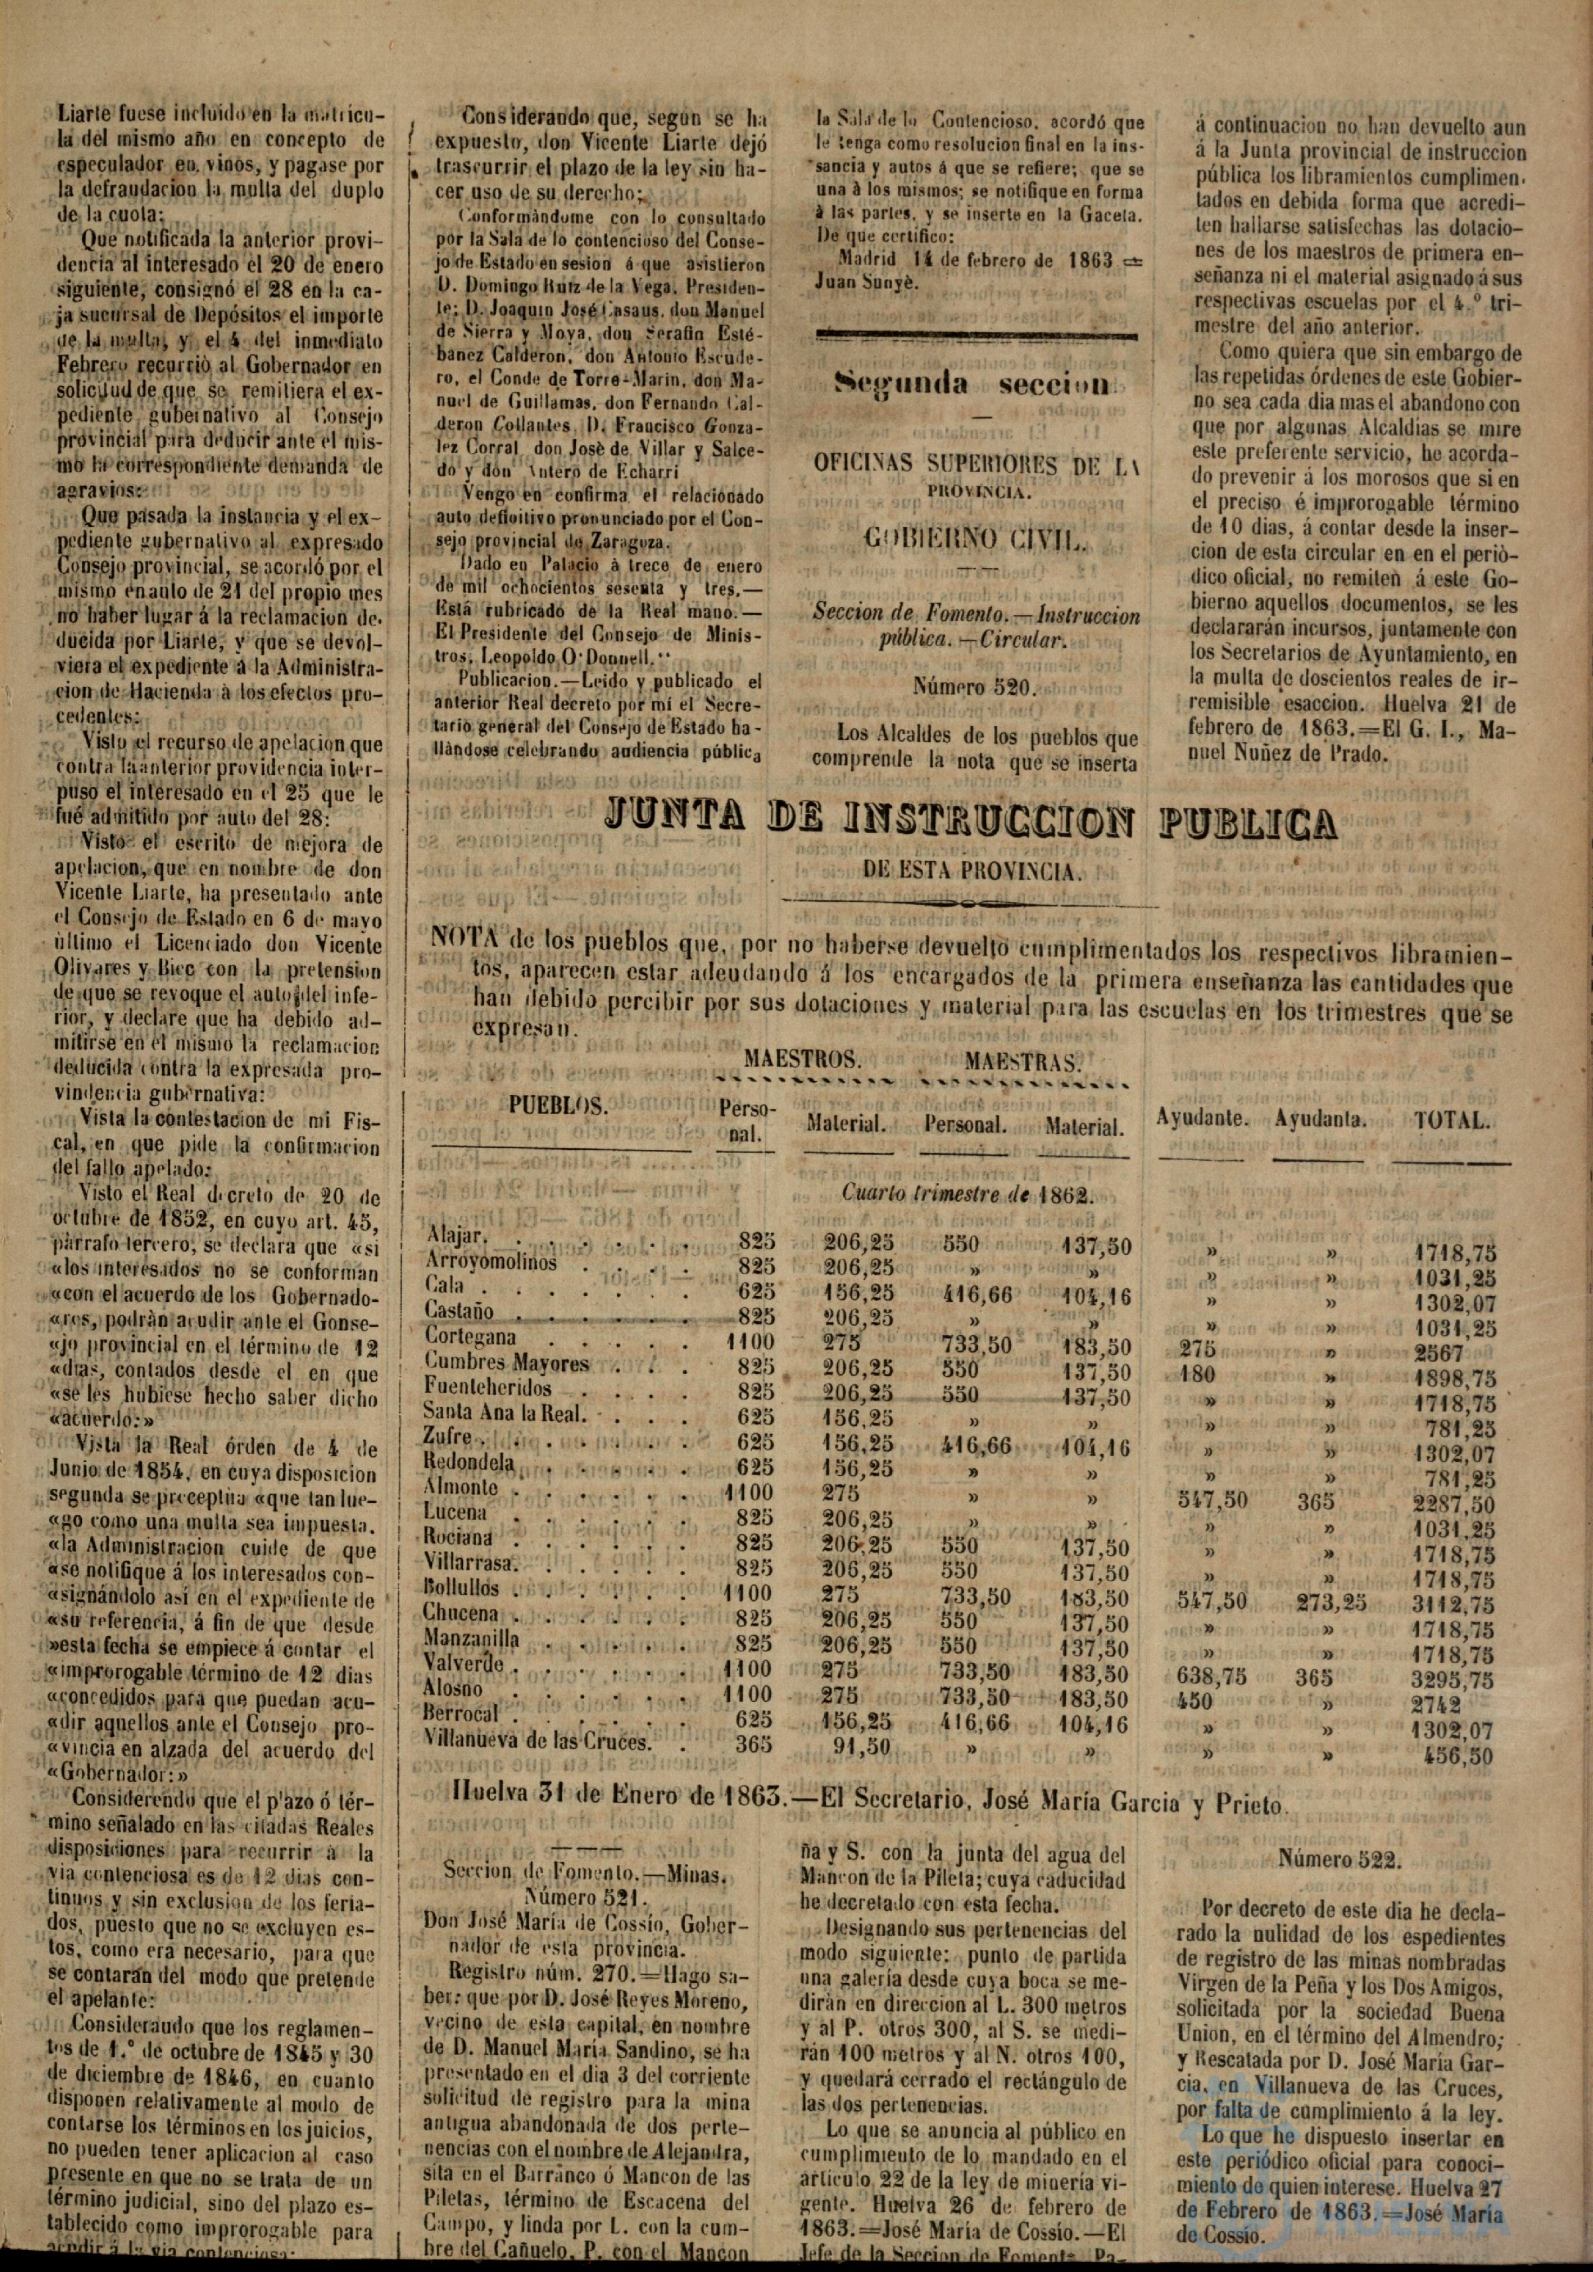 Liarte fuese incluido en la matricu-
la del mismo año en concepto de
especulador en vinos, y pagase por
la defraudacion la multa del duplo
de la cuota:
Que notificada la anterior provi-
dencia al interesado el 20 de enero
siguiente, consignó el 28 en la ca-
ja sucursal de Depósitos el importe
de la multa, y el 4 del inmediato
Febrero recurriò al Gobernador en
solicitud de que se remitiera el ex-
pediente gubernativo al Consejo
provincial para deducir ante el mis-
mo la correspondiente demanda de
agravios:
Que pasada la instancia y el ex-
pediente gubernativo al expresado
Consejo provincial, se acordó por el
mismo en auto de 21 del propio mes
no haber lugar á la reclamacion de-
ducida por Liarte, y que se devol-
viera el expediente á la Administra-
cion de Hacienda à los efectos pro-
cedentes:
Visto el recurso de apelacion que
contra la anterior providencia inter-
puso el interesado en el 25 que le
fué admitido por auto del 28:
Visto el escrito de mejora de
apelacion, que en nombre de don
Vicente Liarte, ha presentado ante
el Consejo de Estado en 6 de mayo
ùltimo el Licenciado don Vicente
Olivares y Biec con la pretension
de que se revoque el auto del infe-
rior, y declare que ha debido ad-
mitirse en el mismo la reclamacion
deducida contra la expresada pro-
vindencia gubernativa:
Vista la contestacion de mi Fis-
cal, en que pide la confirmacion
del fallo apelado:
Visto el Real decreto de 20 de
octubre de 1852, en cuyo art. 45,
pàrrafo tercero, se declara que «si
«los interesados no se conforman
«con el acuerdo de los Gobernado-
«res, podrán acudir ante el Gonse-
«jo provincial en el término de 12
«dias, contados desde el en que
«se les hubiese hecho saber dicho
«acuerdo:»
Vista la Real órden de 4 de
Junio de 1854, en cuya disposicion
segunda se preceptúa «que tan lue-
«go como una multa sea impuesta,
«la Administracion cuide de que
«se notifique á los interesados con-
«signándolo asi en el expediente de
«su referencia, á fin de que desde
»esta fecha se empiece á contar el
«improrogable término de 12 dias
«concedidos para que puedan acu-
«dir aquellos ante el Consejo pro-
«vincia en alzada del acuerdo del
«Gobernador:»
Considerendo que el plazo ó tér-
mino señalado en las citadas Reales
disposiciones para recurrir à la
via contenciosa es de 12 dias con-
tinuos y sin exclusion de los feria-
dos, puesto que no se excluyen es-
tos, como era necesario, para que
se contarán del modo que pretende
el apelante:
Considerando que los reglamen-
tos de 1.º de octubre de 1845 y 30
de diciembre de 1846, en cuanto
disponen relativamente al modo de
contarse los términos en los juicios,
no pueden tener aplicacion al caso
presente en que no se trata de un
término judicial, sino del plazo es-
tablecido como improrogable para
acudir á la via contenciosa:
Considerando que, segun se ha
expuesto, don Vicente Liarte dejó
trascurrir el plazo de la ley sin ha-
cer uso de su derecho;
Conformàndome con lo consultado
por la Sala de lo contencioso del Conse-
jo de Estado en sesion á que asistieron
D. Domingo Ruiz de la Vega, Presiden-
te; D. Joaquin José Casaus, don Manuel
de Sierra y Moya, don Serafin Esté-
banez Calderon, don Antonio Escude-
ro, el Conde de Torre-Marin, don Ma-
nuel de Guillamas, don Fernando Cal-
deron Collantes, D. Francisco Gonza-
lez Corral don Josè de Villar y Salce-
do y don Antero de Echarri
Vengo en confirma el relacionado
auto definitivo pronunciado por el Con-
sejo provincial de Zaragoza.
Dado en Palacio à trece de enero
de mil ochocientos sesenta y tres.—
Está rubricado de la Real mano.—
El Presidente del Consejo de Minis-
tros, Leopoldo O'Donnell."
Publicacion.—Leido y publicado el
anterior Real decreto por mí el Secre-
tario general del Consejo de Estado ha-
llàndose celebrando audiencia pública
la Sala de lo Contencioso, acordó que
le tenga como resolucion final en la ins-
sancia y autos á que se refiere; que se
una à los mismos; se notifique en forma
à las partes, y se inserte en la Gaceta.
De que certifico:
Madrid 14 de febrero de 1863 =
Juan Sunyè.
Segunda seccion
OFICINAS SUPERIORES DE LA
PROVINCIA.
GOBIERNO CIVIL.
Seccion de Fomento.—Instruccion
pública.—Circular.
Número 520.
Los Alcaldes de los pueblos que
comprende la nota que se inserta
á continuacion no han devuelto aun
á la Junta provincial de instruccion
pública los libramientos cumplimen-
tados en debida forma que acredi-
ten hallarse satisfechas las dotacio-
nes de los maestros de primera en-
señanza ni el material asignado á sus
respectivas escuelas por el 4.º tri-
mestre del año anterior.
Como quiera que sin embargo de
las repetidas órdenes de este Gobier-
no sea cada dia mas el abandono con
que por algunas Alcaldias se mire
este preferente servicio, he acorda-
do prevenir á los morosos que si en
el preciso é improrogable término
de 10 dias, á contar desde la inser-
cion de esta circular en en el periò-
dico oficial, no remiten á este Go-
bierno aquellos documentos, se les
declararán incursos, juntamente con
los Secretarios de Ayuntamiento, en
la multa de doscientos reales de ir-
remisible esaccion. Huelva 21 de
febrero de 1863.=El G. I., Ma-
nuel Nuñez de Prado.
JUNTA DE INSTRUCCION PUBLICA
DE ESTA PROVINCIA.
NOTA de los pueblos que, por no haberse devuelto cumplimentados los respectivos libramien-
tos, aparecen estar adeudando á los encargados de la primera enseñanza las cantidades que
han debido percibir por sus dotaciones y material para las escuelas en los trimestres que se
expresan.
MAESTROS. MAESTRAS.
PUEBLOS. Perso-nal. Material. Personal. Material. Ayudante. Ayudanta. TOTAL.
Cuarto trimestre de 1862.
Alajar. . . . . . . . 825 206,25 550 137,50 » » 1718,75
Arroyomolinos . . . . 825 206,25 » » » » 1031,25
Cala . . . . . . . . 625 156,25 416,66 104,16 » » 1302,07
Castaño . . . . . . . 825 206,25 » » » » 1031,25
Cortegana . . . . . 1100 275 733,50 183,50 275 » 2567
Cumbres Mayores . . . 825 206,25 550 137,50 180 » 1898,75
Fuenteheridos . . . . 825 206,25 550 137,50 » » 1718,75
Santa Ana la Real. . . . 625 156,25 » » » » 781,25
Zufre . . . . . . . 625 156,25 416,66 104,16 » » 1302,07
Redondela . . . . . 625 156,25 » » » » 781,25
Almonte . . . . . . 1100 275 » » 547,50 365 2287,50
Lucena . . . . . . 825 206,25 » » » » 1031,25
Rociana . . . . . . 825 206,25 550 137,50 » » 1718,75
Villarrasa. . . . . . 825 206,25 550 137,50 » » 1718,75
Bollullos . . . . . . 1100 275 733,50 183,50 547,50 273,25 3112,75
Chucena . . . . . . 825 206,25 550 137,50 » » 1718,75
Manzanilla . . . . . 825 206,25 550 137,50 » » 1718,75
Valverde . . . . . . 1100 275 733,50 183,50 638,75 365 3295,75
Alosno . . . . . . 1100 275 733,50 183,50 450 » 2742
Berrocal . . . . . . 625 156,25 416,66 104,16 » » 1302,07
Villanueva de las Cruces. . 365 91,50 » » » » 456,50
Huelva 31 de Enero de 1863.—El Secretario, José María Garcia y Prieto.
Seccion de Fomento.—Minas.
Número 521.
Don José María de Cossío, Gober-
nador de esta provincia.
Registro núm. 270.=Hago sa-
ber: que por D. José Reyes Moreno,
vecino de esta capital, en nombre
de D. Manuel Maria Sandino, se ha
presentado en el dia 3 del corriente
solicitud de registro para la mina
antigua abandonada de dos perte-
nencias con el nombre de Alejandra,
sita en el Barranco ó Mancon de las
Piletas, término de Escacena del
Campo, y linda por L. con la cum-
bre del Cañuelo, P. con el Mancon
ña y S. con la junta del agua del
Mancon de la Pileta; cuya caducidad
he decretado con esta fecha.
Designando sus pertenencias del
modo siguiente: punto de partida
una galería desde cuya boca se me-
diràn en direccion al L. 300 metros
y al P. otros 300, al S. se medi-
ràn 100 metros y al N. otros 100,
y quedará cerrado el rectángulo de
las dos pertenencias.
Lo que se anuncia al público en
cumplimiento de lo mandado en el
artículo 22 de la ley de minería vi-
gente. Huelva 26 de febrero de
1863.=José María de Cossío.—El
Jefe de la Seccion de Fomento, Pa-
Número 522.
Por decreto de este dia he decla-
rado la nulidad de los espedientes
de registro de las minas nombradas
Virgen de la Peña y los Dos Amigos,
solicitada por la sociedad Buena
Union, en el término del Almendro;
y Rescatada por D. José María Gar-
cia, en Villanueva de las Cruces,
por falta de cumplimiento á la ley.
Lo que he dispuesto insertar en
este periódico oficial para conoci-
miento de quien interese. Huelva 27
de Febrero de 1863.=José María
de Cossío.